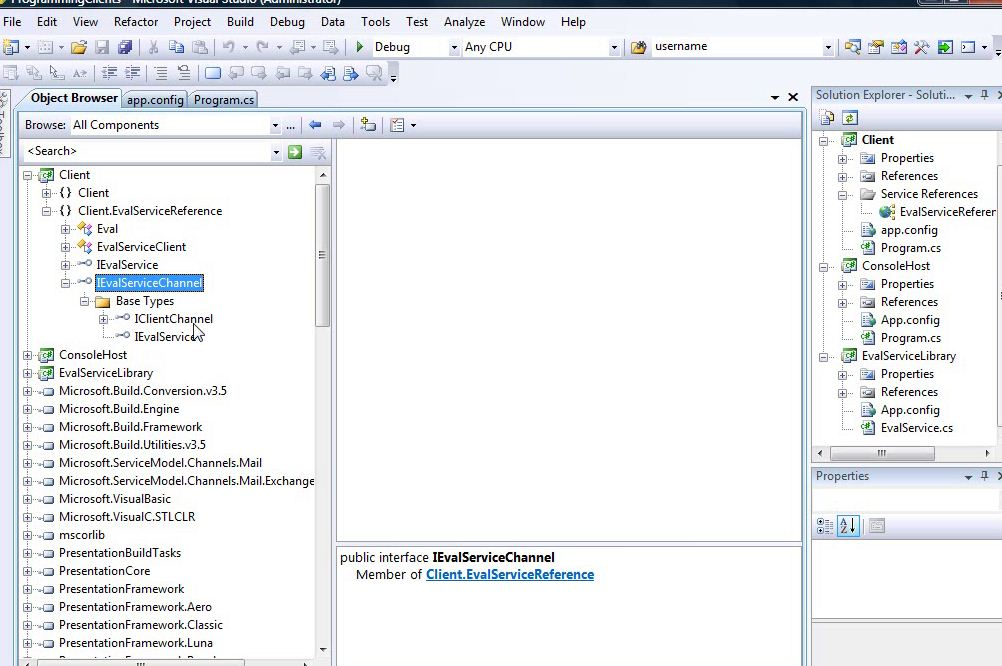 ProgrammingClients - Microsoft Visual Studio (Administrator)
File Edit View Refactor Project Build Debug Data Tools Test Analyze Window Help
Debug Any CPU username
Object Browser app.config Program.cs
Browse: All Components ...
<Search>
Client
{ } Client
{ } Client.EvalServiceReference
Eval
EvalServiceClient
IEvalService
IEvalServiceChannel
Base Types
IClientChannel
IEvalService
ConsoleHost
EvalServiceLibrary
Microsoft.Build.Conversion.v3.5
Microsoft.Build.Engine
Microsoft.Build.Framework
Microsoft.Build.Utilities.v3.5
Microsoft.ServiceModel.Channels.Mail
Microsoft.ServiceModel.Channels.Mail.Exchange
Microsoft.VisualBasic
Microsoft.VisualC.STLCLR
mscorlib
PresentationBuildTasks
PresentationCore
PresentationFramework
PresentationFramework.Aero
PresentationFramework.Classic
PresentationFramework.Luna
public interface IEvalServiceChannel
Member of Client.EvalServiceReference
Solution Explorer - Soluti...
Client
Properties
References
Service References
EvalServiceReferer
app.config
Program.cs
ConsoleHost
Properties
References
App.config
Program.cs
EvalServiceLibrary
Properties
References
App.config
EvalService.cs
Properties